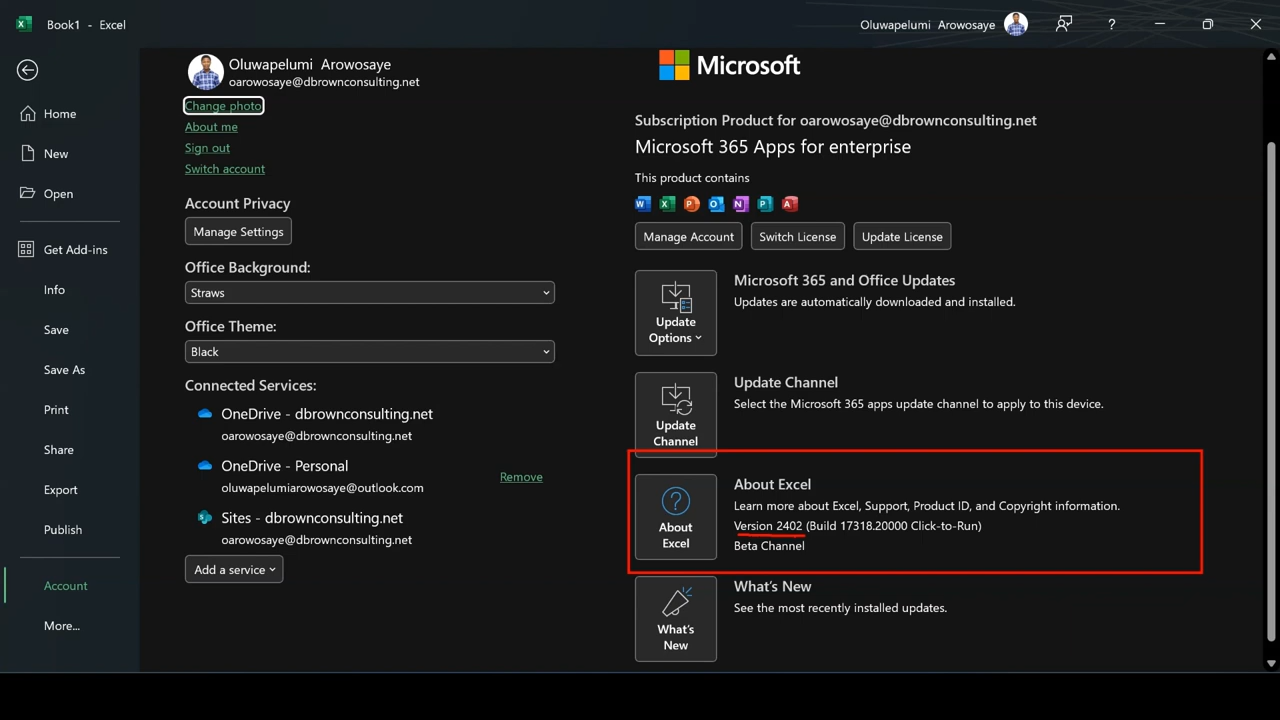 Book1 - Excel
Oluwapelumi Arowosaye
?
Home
New
Open
Get Add-ins
Info
Save
Save As
Print
Share
Export
Publish
Account
More...
Oluwapelumi Arowosaye
oarowosaye@dbrownconsulting.net
Change photo
About me
Sign out
Switch account
Account Privacy
Manage Settings
Office Background:
Straws
Office Theme:
Black
Connected Services:
OneDrive - dbrownconsulting.net
oarowosaye@dbrownconsulting.net
OneDrive - Personal
oluwapelumiarowosaye@outlook.com
Remove
Sites - dbrownconsulting.net
oarowosaye@dbrownconsulting.net
Add a service
Microsoft
Subscription Product for oarowosaye@dbrownconsulting.net
Microsoft 365 Apps for enterprise
This product contains
W X P O N P A
Manage Account Switch License Update License
Update
Options
Microsoft 365 and Office Updates
Updates are automatically downloaded and installed.
Update
Channel
Update Channel
Select the Microsoft 365 apps update channel to apply to this device.
?
About
Excel
About Excel
Learn more about Excel, Support, Product ID, and Copyright information.
Version 2402 (Build 17318.20000 Click-to-Run)
Beta Channel
What's
New
What's New
See the most recently installed updates.